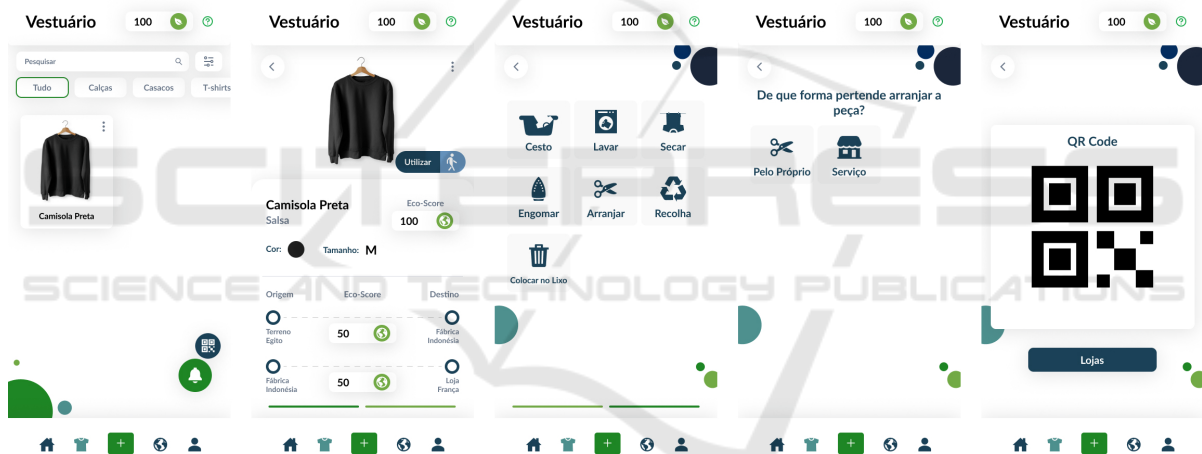 Vestuário
100
Pesquisar
Tudo
Calças
Casacos
T-shirts
Camisola Preta
Vestuário
100
Utilizar
Camisola Preta
Salsa
Eco-Score
100
Cor:
Tamanho: M
Origem
Eco-Score
Destino
Terreno
Egito
50
Fábrica
Indonésia
Fábrica
Indonésia
50
Loja
França
Vestuário
100
Cesto
Lavar
Secar
Engomar
Arranjar
Recolha
Colocar no Lixo
Vestuário
100
De que forma pertende arranjar a
peça?
Pelo Próprio
Serviço
Vestuário
100
QR Code
Lojas
SCITEPRESS
SCIENCE AND TECHNOLOGY PUBLICATIONS